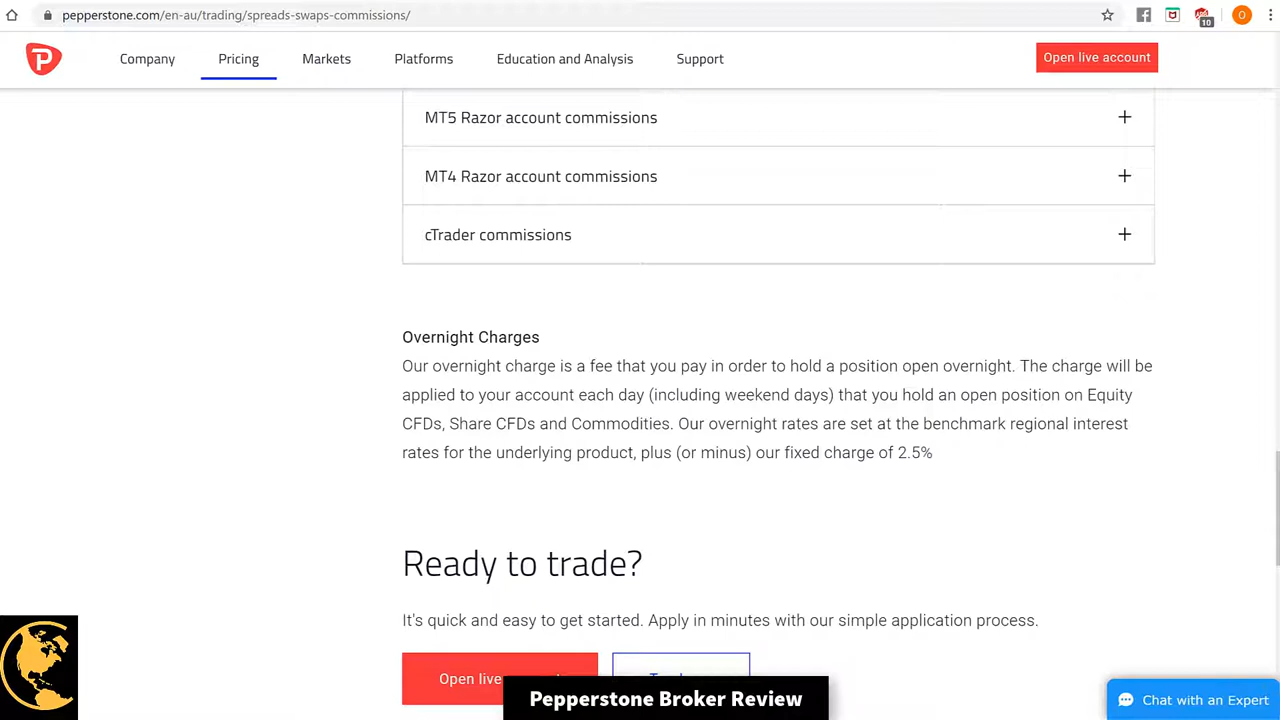 pepperstone.com/en-au/trading/spreads-swaps-commissions/
10
O
P
Company
Pricing
Markets
Platforms
Education and Analysis
Support
Open live account
MT5 Razor account commissions
MT4 Razor account commissions
cTrader commissions
Overnight Charges
Our overnight charge is a fee that you pay in order to hold a position open overnight. The charge will be
applied to your account each day (including weekend days) that you hold an open position on Equity
CFDs, Share CFDs and Commodities. Our overnight rates are set at the benchmark regional interest
rates for the underlying product, plus (or minus) our fixed charge of 2.5%
Ready to trade?
It's quick and easy to get started. Apply in minutes with our simple application process.
Open live
Pepperstone Broker Review
Chat with an Expert